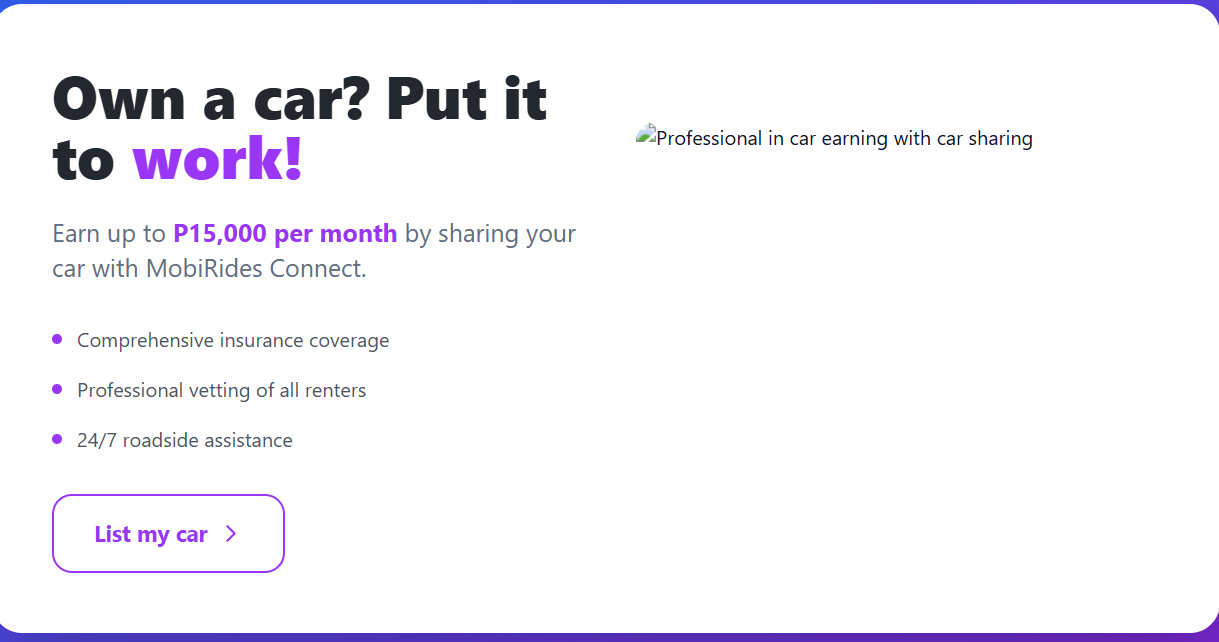 Own a car? Put it
to work!
Professional in car earning with car sharing
Earn up to P15,000 per month by sharing your
car with MobiRides Connect.
Comprehensive insurance coverage
Professional vetting of all renters
24/7 roadside assistance
List my car